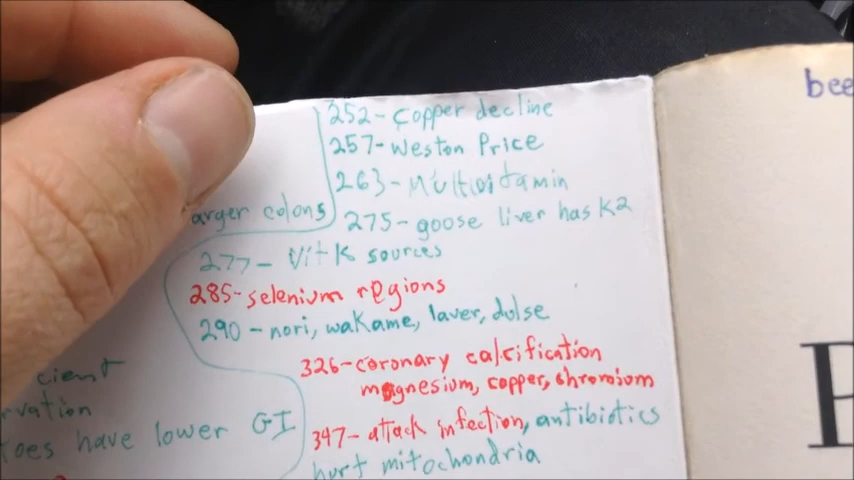 bee
252- copper decline
257- Weston Price
263- Multivitamin
arger colons
275- goose liver has K2
277- Vit K sources
285- selenium regions
290- nori, wakame, laver, dulse
326- coronary calcification
magnesium, copper, chromium
cient
rvation
toes have lower GI
347- attack infection, antibiotics
hurt mitochondria